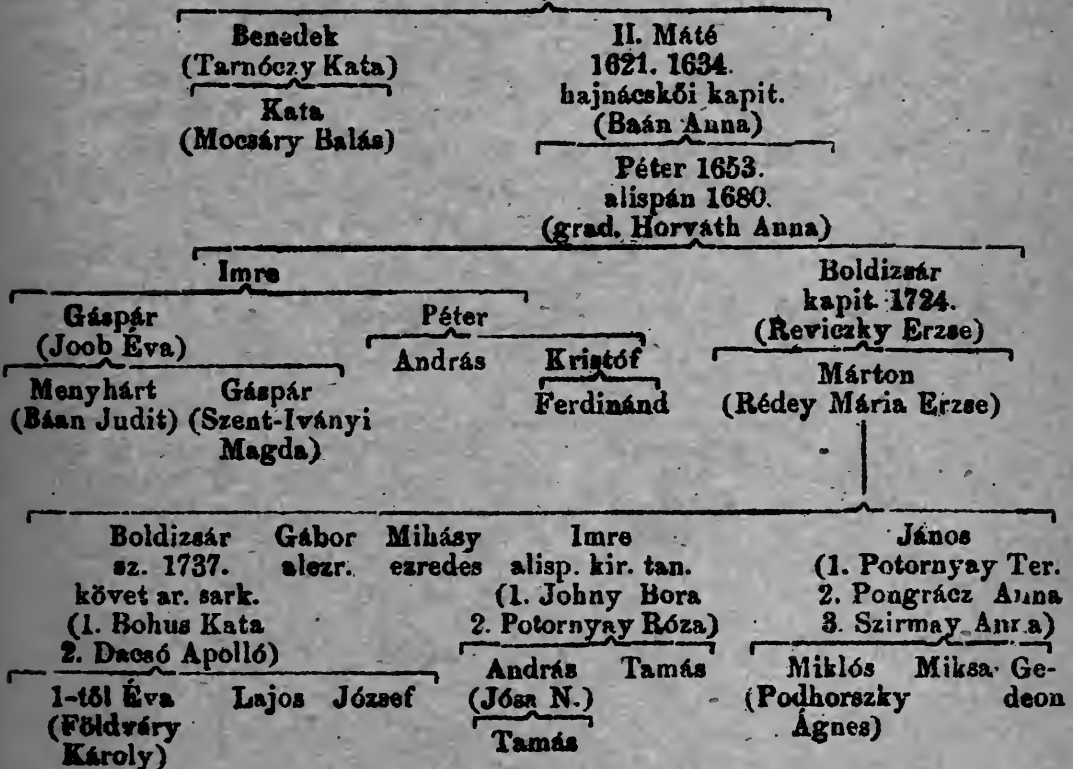 Benedek II. Máté
(Tarnóczy Kata) 1621. 1634.
Kata hajnácskői kapit.
(Mocsáry Balás) (Baán Anna)
Péter 1653.
alispán 1680.
(grad. Horváth Anna)
Imre Boldizsár
kapit. 1724.
Gáspár Péter (Reviczky Erzse)
(Joob Éva) András Kristóf Márton
Menyhárt Gáspár Ferdinánd (Rédey Mária Erzse)
(Báan Judit) (Szent-Iványi
Magda)
Boldizsár Gábor Mihásy Imre János
sz. 1737. alezr. ezredes alisp. kir. tan. (1. Potornyay Ter.
követ ar. sark. (1. Johny Bora 2. Pongrácz Anna
(1. Bohus Kata 2. Potornyay Róza) 3. Szirmay Anna)
2. Dacsó Apolló) András Tamás Miklós Miksa Ge-
1-től Éva Lajos József (Jósa N.) (Podhorszky deon
(Földváry Tamás Ágnes)
Károly)